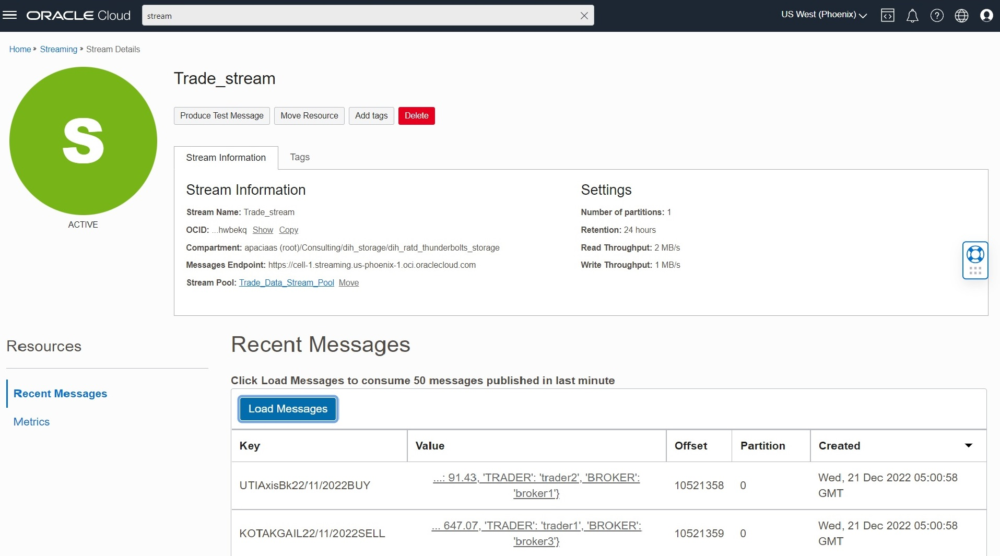 ORACLE Cloud
stream
US West (Phoenix)
Home » Streaming » Stream Details
S
ACTIVE
Trade_stream
Produce Test Message Move Resource Add tags Delete
Stream Information Tags
Stream Information
Stream Name: Trade_stream
OCID: ...hwbekq Show Copy
Compartment: apaciaas (root)/Consulting/dih_storage/dih_ratd_thunderbolts_storage
Messages Endpoint: https://cell-1.streaming.us-phoenix-1.oci.oraclecloud.com
Stream Pool: Trade_Data_Stream_Pool Move
Settings
Number of partitions: 1
Retention: 24 hours
Read Throughput: 2 MB/s
Write Throughput: 1 MB/s
Resources
Recent Messages
Metrics
Recent Messages
Click Load Messages to consume 50 messages published in last minute
Load Messages
Key Value Offset Partition Created
UTIAxisBk22/11/2022BUY ...: 91.43, 'TRADER': 'trader2', 'BROKER': 10521358 0 Wed, 21 Dec 2022 05:00:58
'broker1'} GMT
KOTAKGAIL22/11/2022SELL ... 647.07, 'TRADER': 'trader1', 'BROKER': 10521359 0 Wed, 21 Dec 2022 05:00:58
'broker3'} GMT